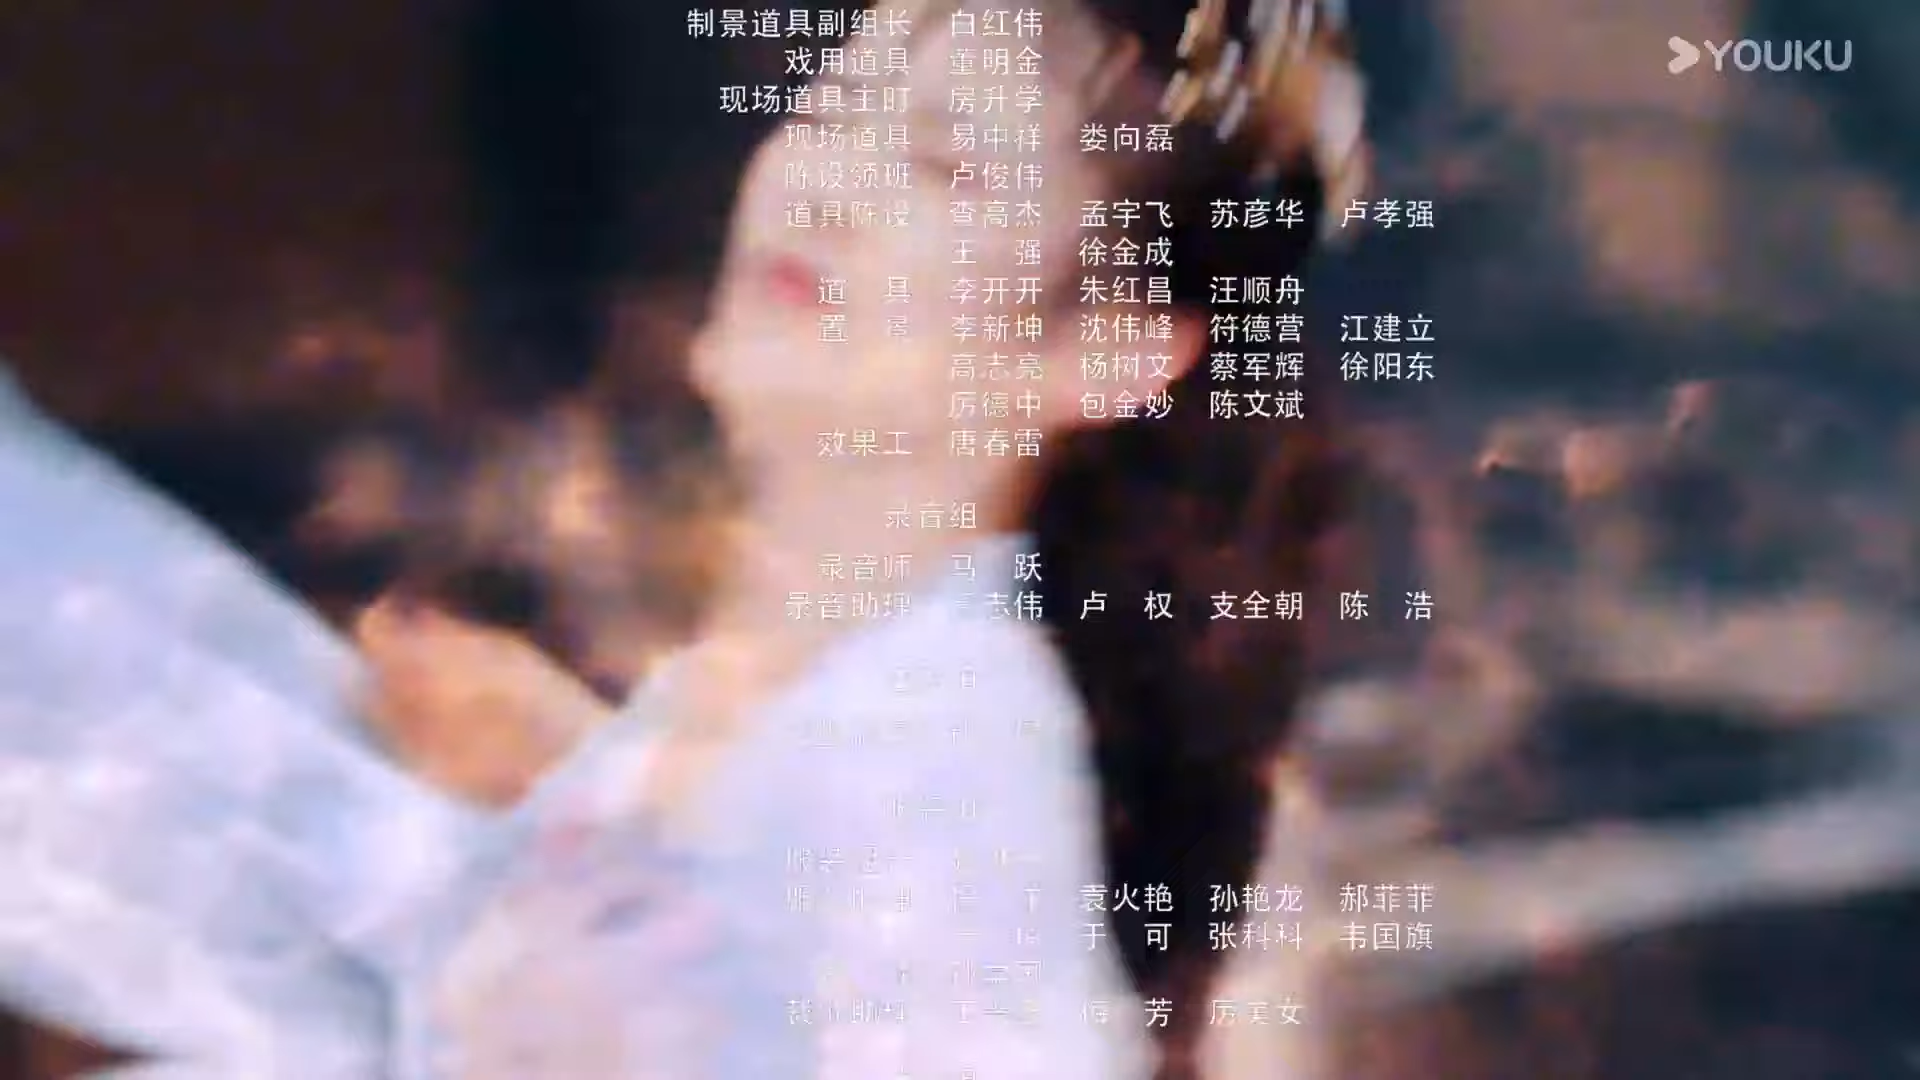 制景道具副组长 白红伟
YOUKU
戏用道具 董明金
现场道具主盯 房升学
现场道具 易中祥 娄向磊
陈设领班 卢俊伟
道具陈设 查高杰 孟宇飞 苏彦华 卢孝强
王 强 徐金成
道 具 李开开 朱红昌 汪顺舟
置 景 李新坤 沈伟峰 符德营 江建立
高志亮 杨树文 蔡军辉 徐阳东
厉德中 包金妙 陈文斌
效果工 唐春雷
录音组
录音师 马 跃
录音助理 志伟 卢 权 支全朝 陈 浩
袁火艳 孙艳龙 郝菲菲
于 可 张科科 韦国旗
芳 厉美女